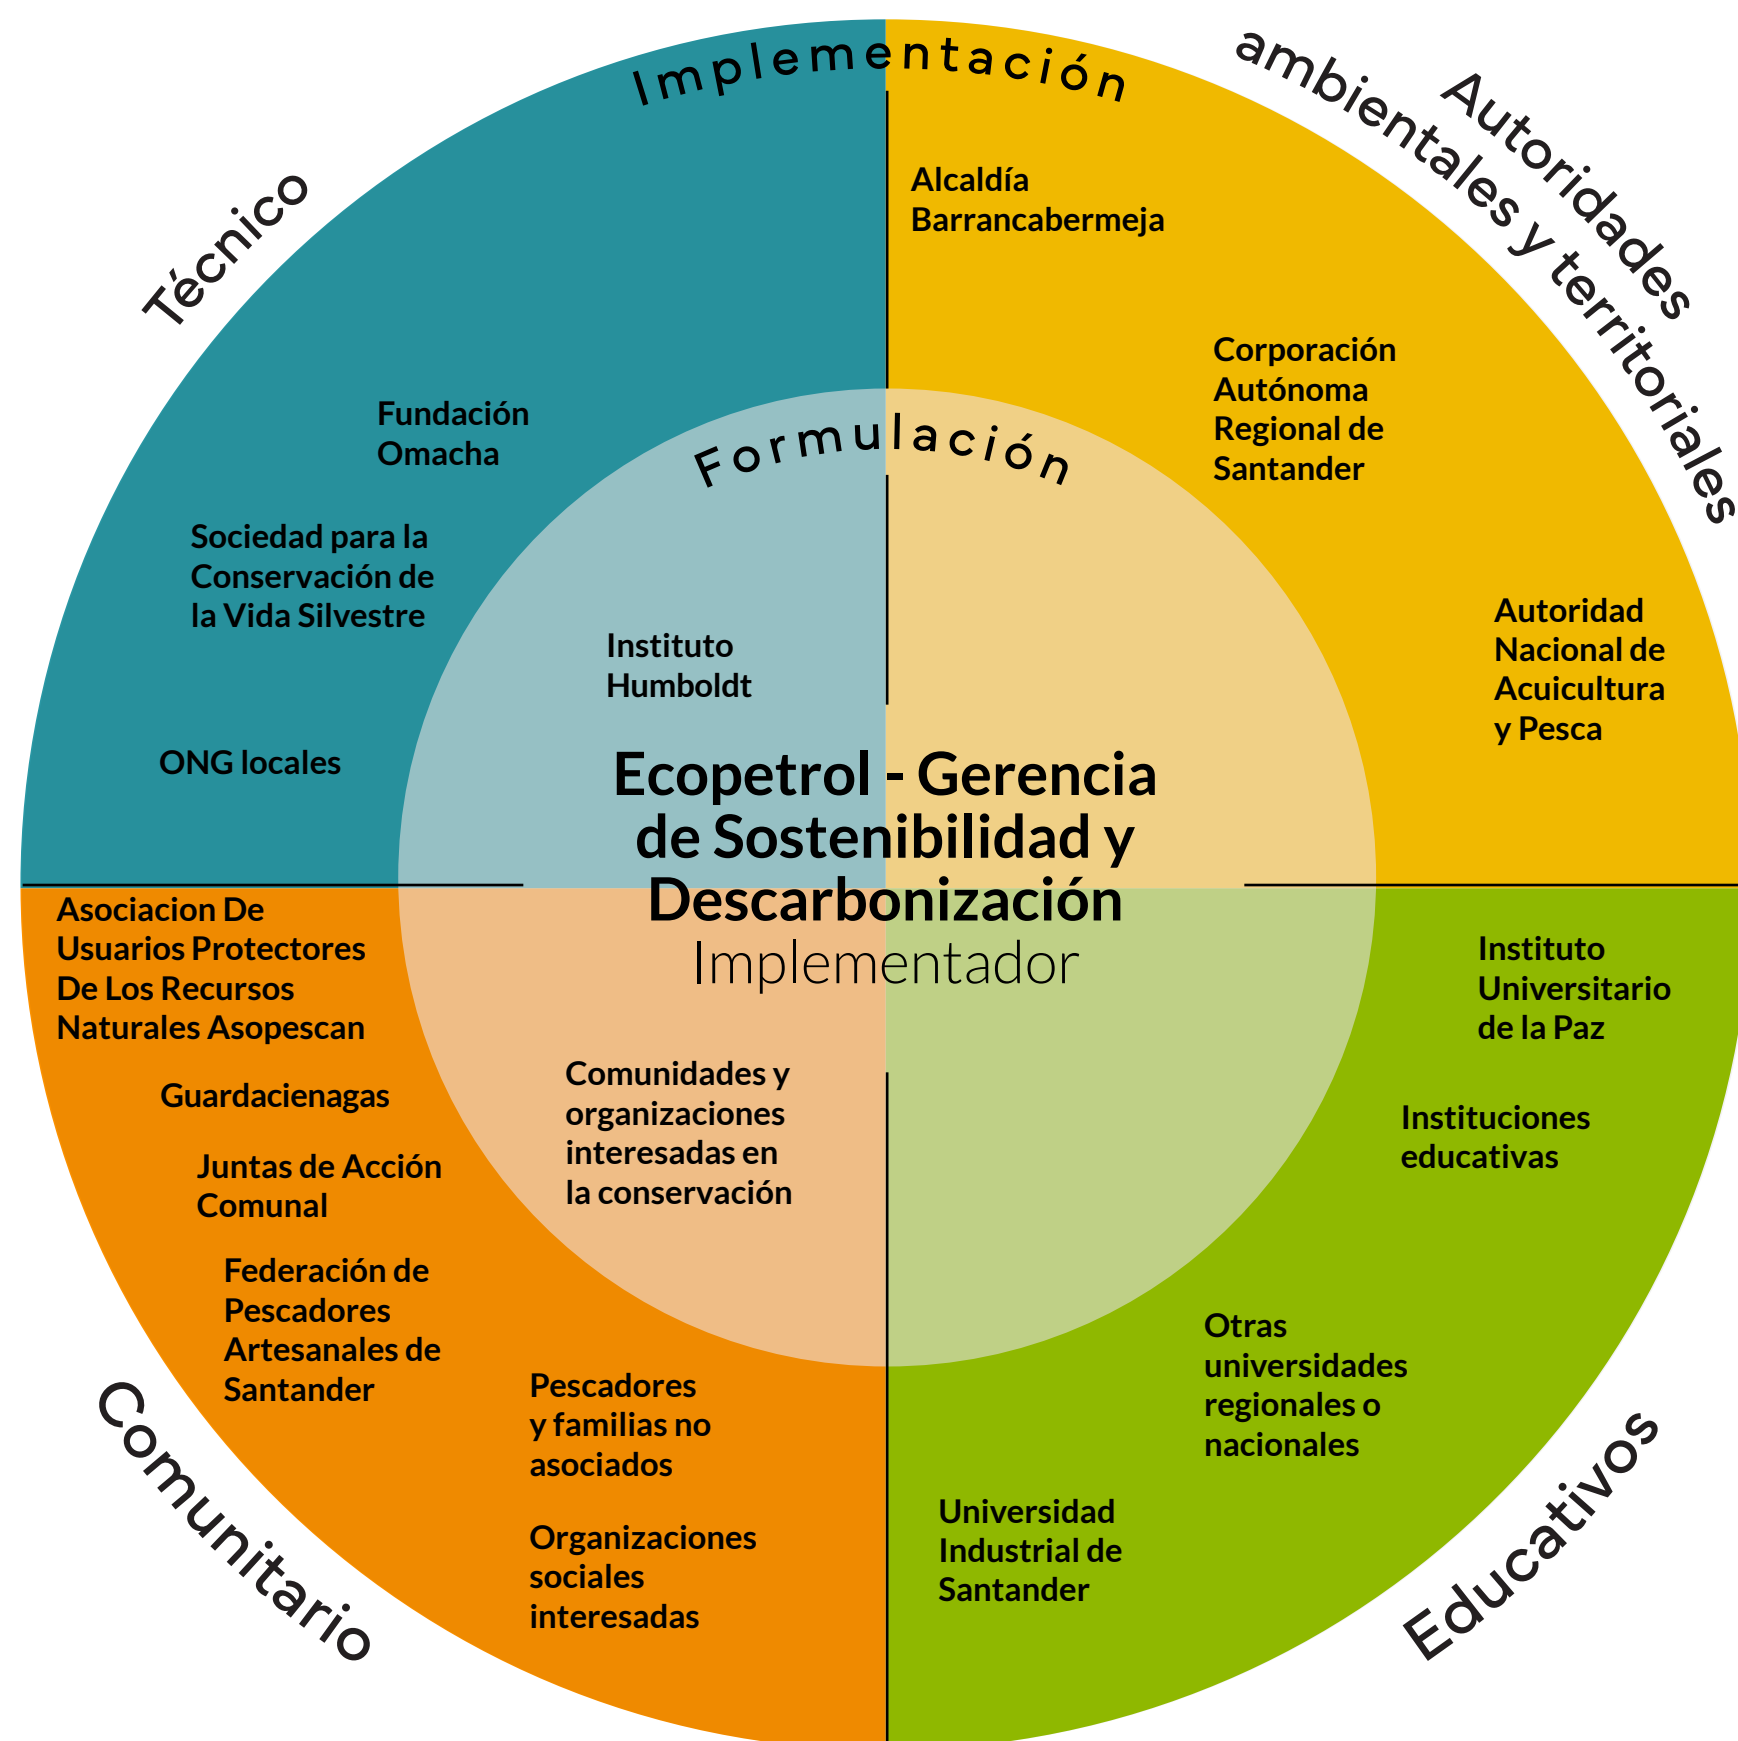 Implementación
Autoridades
ambientales y territoriales
Técnico
Alcaldía
Barrancabermeja
Corporación
Autónoma
Regional de
Santander
Fundación
Omacha
Formulación
Sociedad para la
Conservación de
la Vida Silvestre
Autoridad
Nacional de
Acuicultura
y Pesca
Instituto
Humboldt
ONG locales
Ecopetrol - Gerencia
de Sostenibilidad y
Descarbonización
Implementador
Asociacion De
Usuarios Protectores
De Los Recursos
Naturales Asopescan
Instituto
Universitario
de la Paz
Guardacienagas
Comunidades y
organizaciones
interesadas en
la conservación
Instituciones
educativas
Juntas de Acción
Comunal
Federación de
Pescadores
Artesanales de
Santander
Otras
universidades
regionales o
nacionales
Pescadores
y familias no
asociados
Comunitario
Educativos
Universidad
Industrial de
Santander
Organizaciones
sociales
interesadas